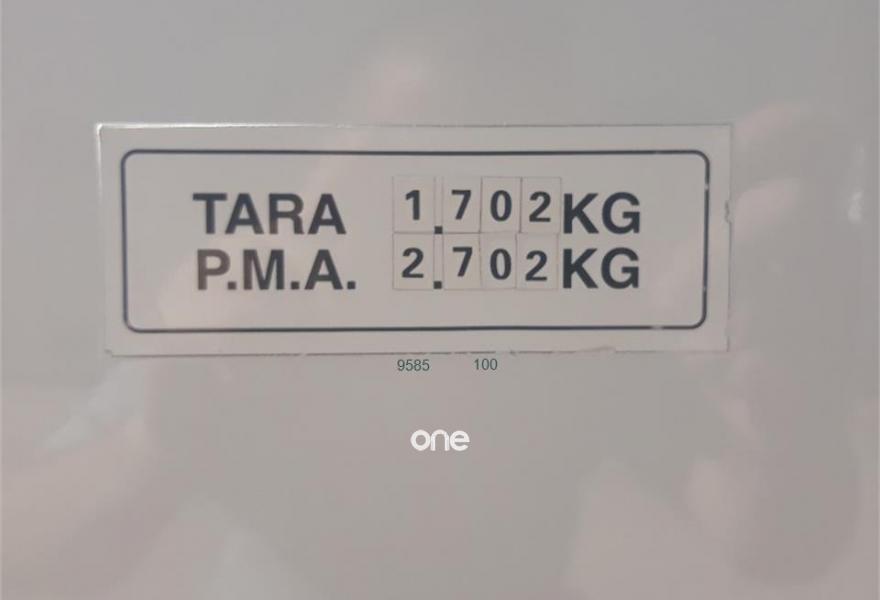 TARA 1.702 KG
P.M.A. 2.702 KG
9585 100
one